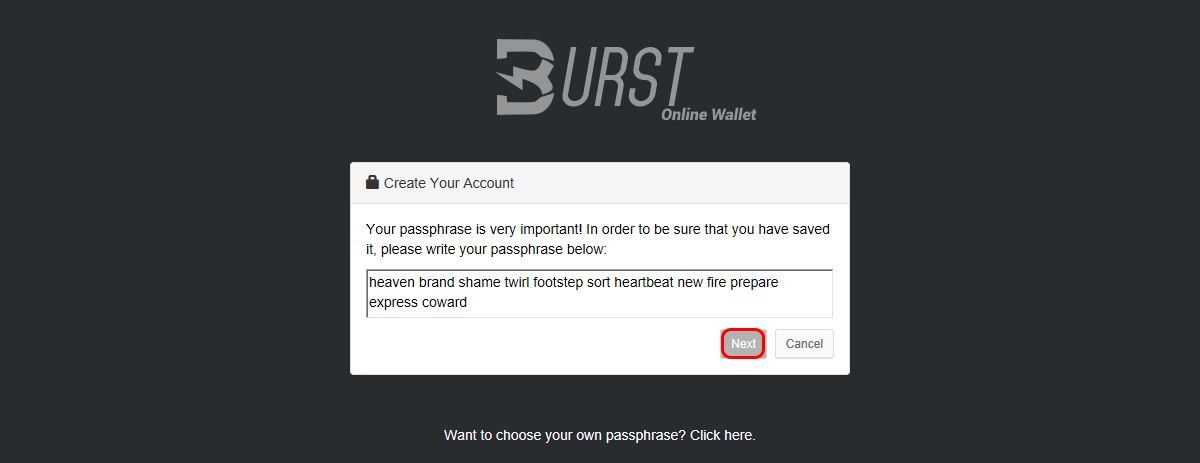 BURST
Online Wallet
Create Your Account
Your passphrase is very important! In order to be sure that you have saved
it, please write your passphrase below:
heaven brand shame twirl footstep sort heartbeat new fire prepare
express coward
Next Cancel
Want to choose your own passphrase? Click here.